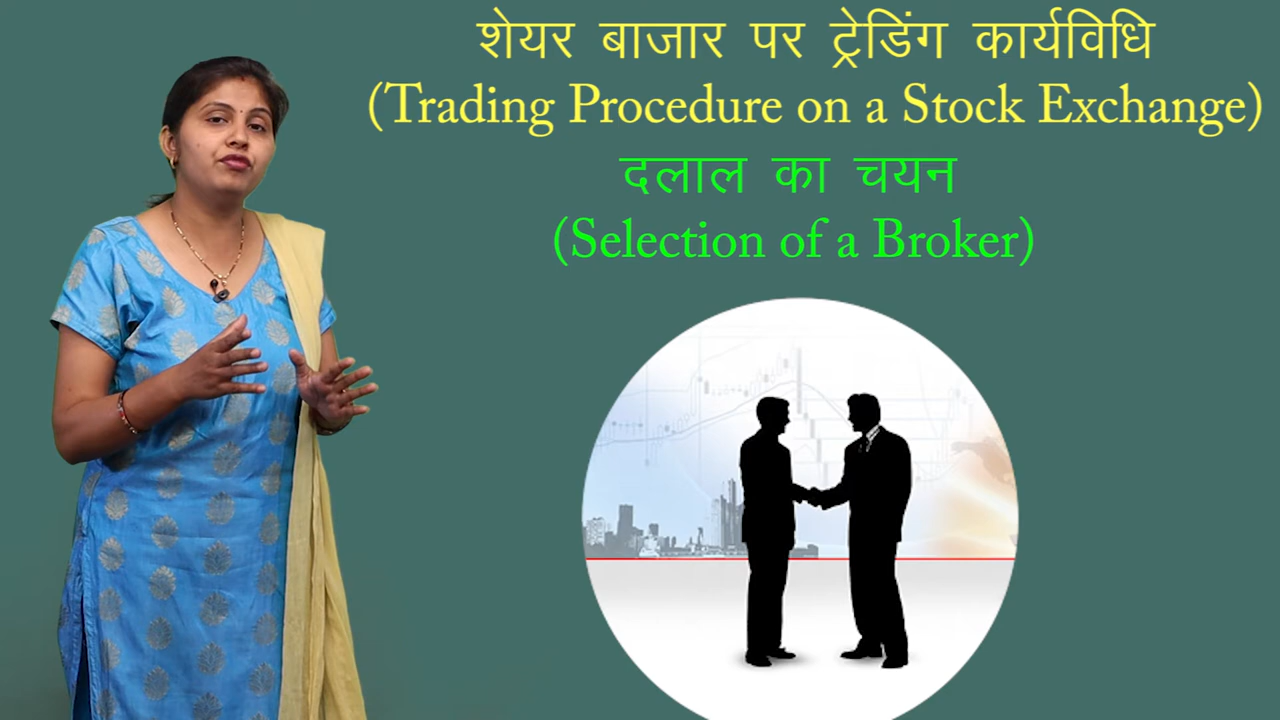 शेयर बाजार पर ट्रेडिंग कार्यविधि
(Trading Procedure on a Stock Exchange)
दलाल का चयन
(Selection of a Broker)